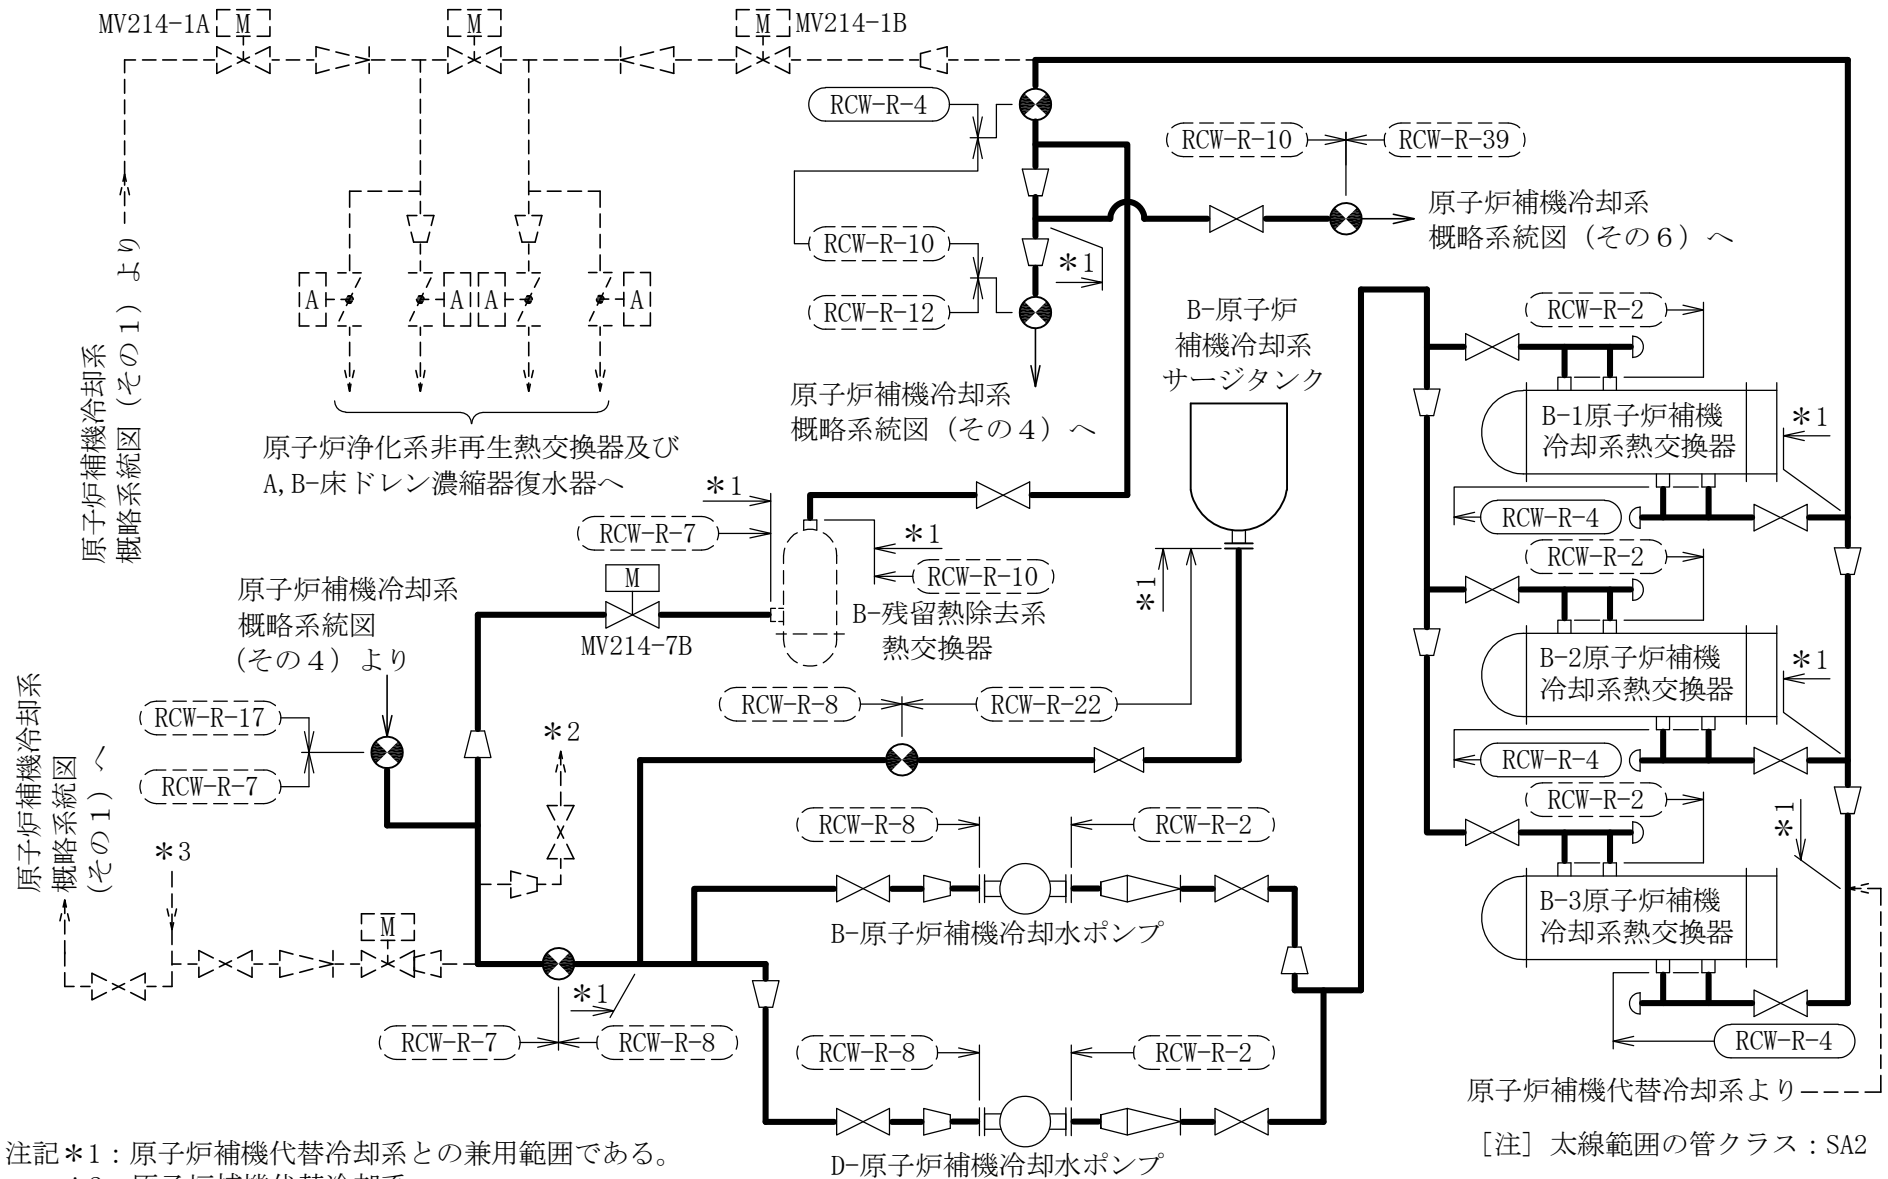 MV214-1A
M
M
M
MV214-1B
RCW-R-4
RCW-R-10
RCW-R-39
原子炉補機冷却系
概略系統図（その６）へ
RCW-R-10
*1
RCW-R-12
原子炉補機冷却系
概略系統図（その４）へ
原子炉補機冷却系
概略系統図（その１）より
A
A
A
A
原子炉浄化系非再生熱交換器及び
A,B-床ドレン濃縮器復水器へ
B-原子炉
補機冷却系
サージタンク
RCW-R-2
B-1原子炉補機
冷却系熱交換器
*1
RCW-R-4
*1
RCW-R-7
*1
RCW-R-10
B-残留熱除去系
熱交換器
M
MV214-7B
*1
RCW-R-2
B-2原子炉補機
冷却系熱交換器
*1
RCW-R-4
原子炉補機冷却系
概略系統図
(その４）より
RCW-R-17
RCW-R-7
RCW-R-8
RCW-R-22
*2
原子炉補機冷却系
概略系統図
(その１）へ
*3
M
RCW-R-8
RCW-R-2
B-原子炉補機冷却水ポンプ
RCW-R-2
*1
B-3原子炉補機
冷却系熱交換器
RCW-R-4
*1
RCW-R-7
RCW-R-8
RCW-R-8
RCW-R-2
D-原子炉補機冷却水ポンプ
原子炉補機代替冷却系より
［注］太線範囲の管クラス：SA2
注記*1：原子炉補機代替冷却系との兼用範囲である。